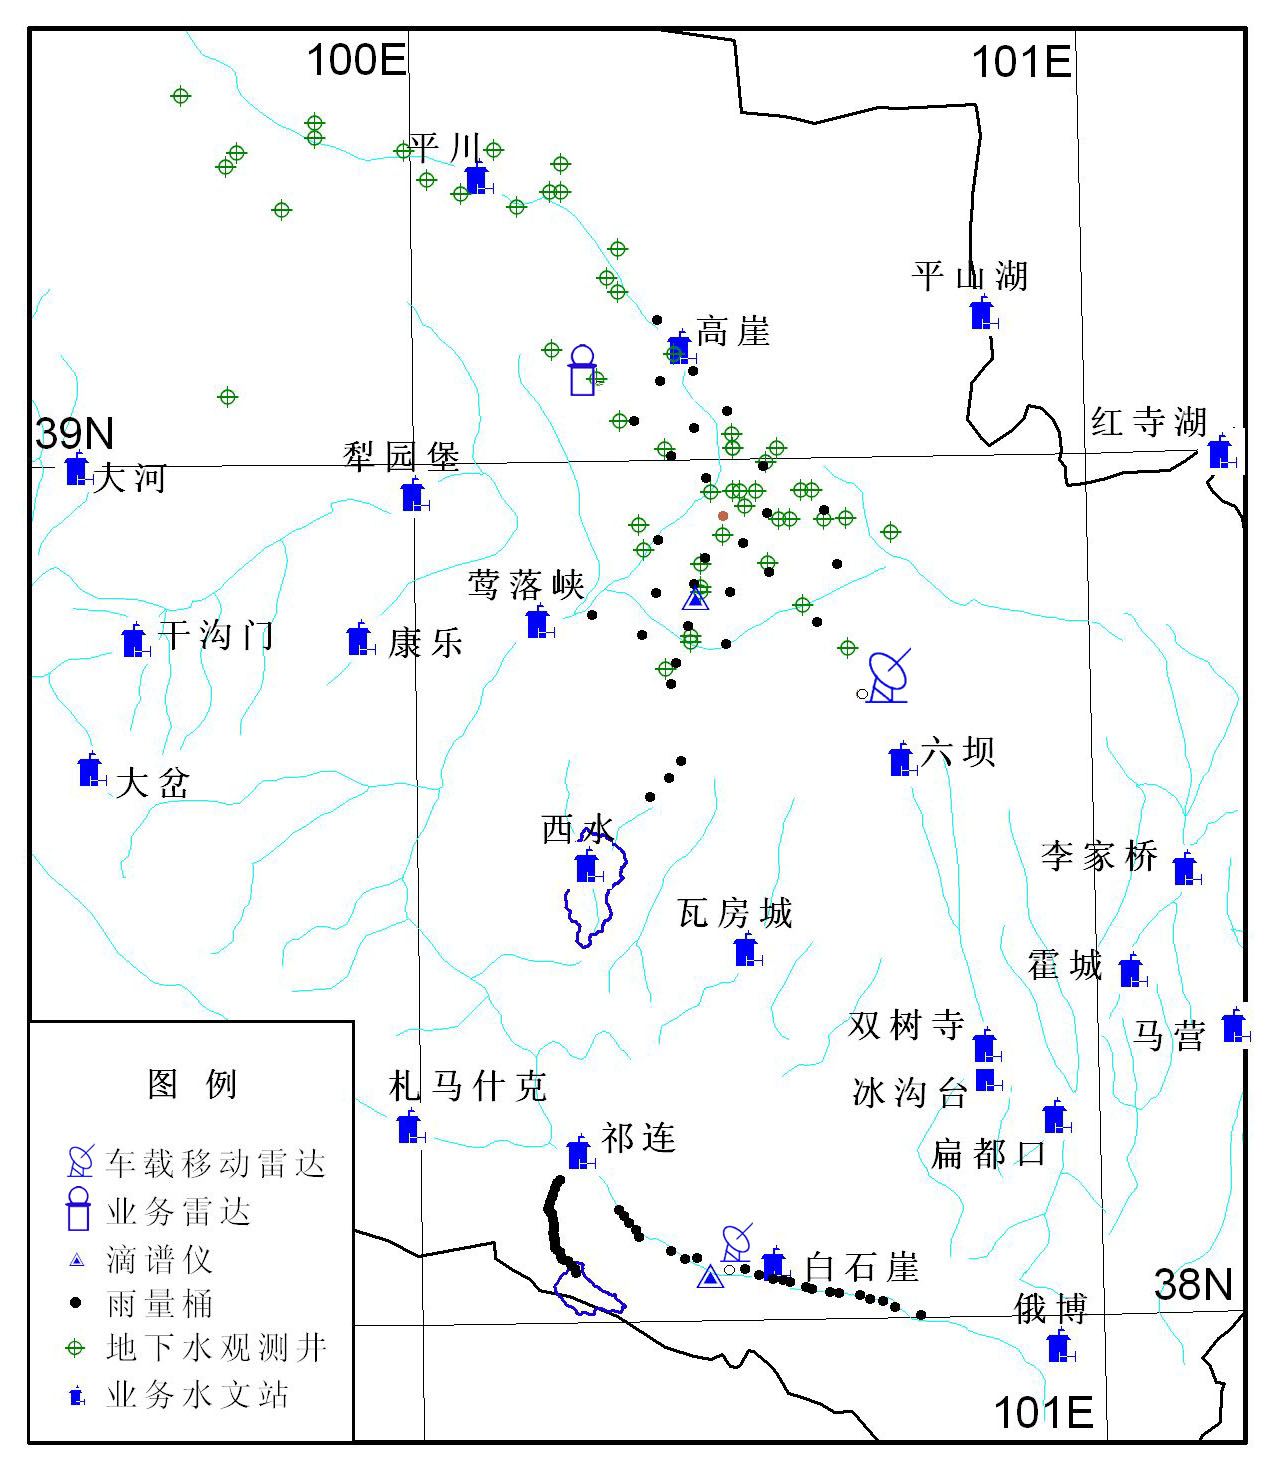 100E
101E
平川
平山湖
高崖
红寺湖
39N
犁园堡
大河
莺落峡
干沟门
康乐
六坝
大岔
西水
李家桥
瓦房城
霍城
双树寺
马营
冰沟台
札马什克
扁都口
祁连
白石崖
38N
俄博
101E
图例
车载移动雷达
业务雷达
滴谱仪
雨量桶
地下水观测井
业务水文站